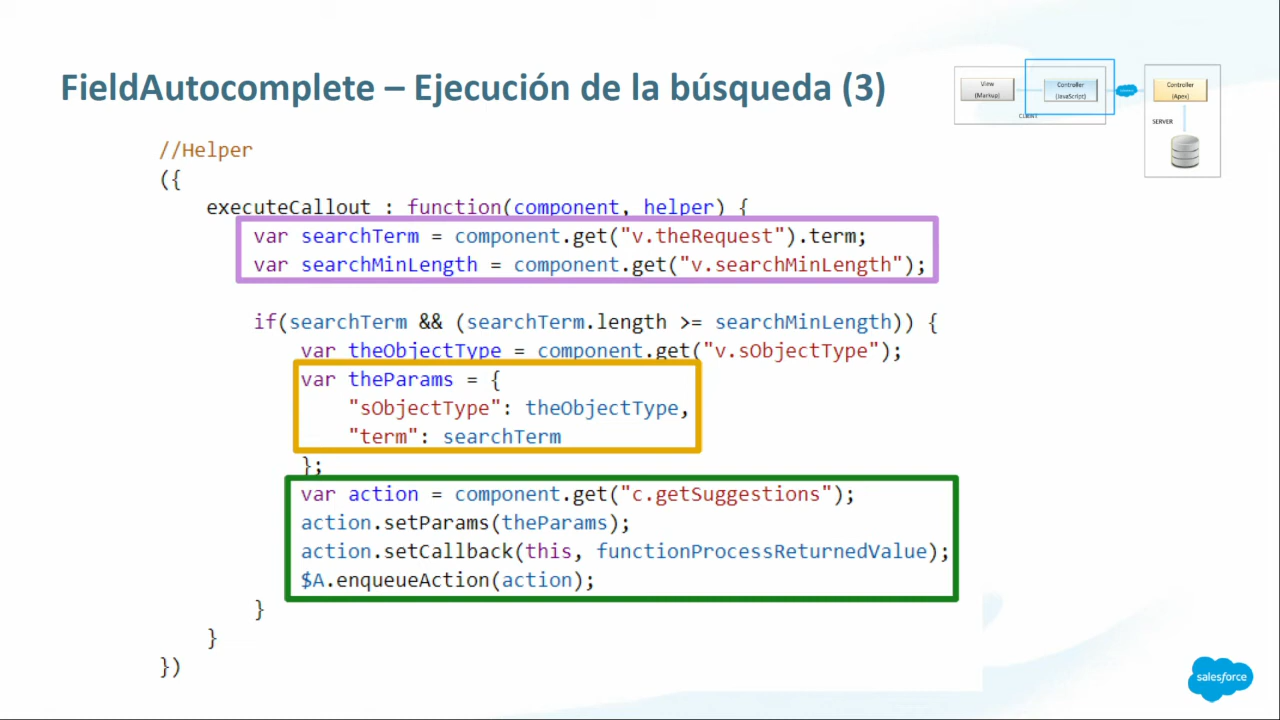 FieldAutocomplete – Ejecución de la búsqueda (3)
View
(Markup)
Controller
(JavaScript)
CLIENT
Controller
(Apex)
SERVER
//Helper
({
executeCallout : function(component, helper) {
var searchTerm = component.get("v.theRequest").term;
var searchMinLength = component.get("v.searchMinLength");
if(searchTerm && (searchTerm.length >= searchMinLength)) {
var theObjectType = component.get("v.sObjectType");
var theParams = {
"sObjectType": theObjectType,
"term": searchTerm
};
var action = component.get("c.getSuggestions");
action.setParams(theParams);
action.setCallback(this, functionProcessReturnedValue);
$A.enqueueAction(action);
}
}
})
salesforce